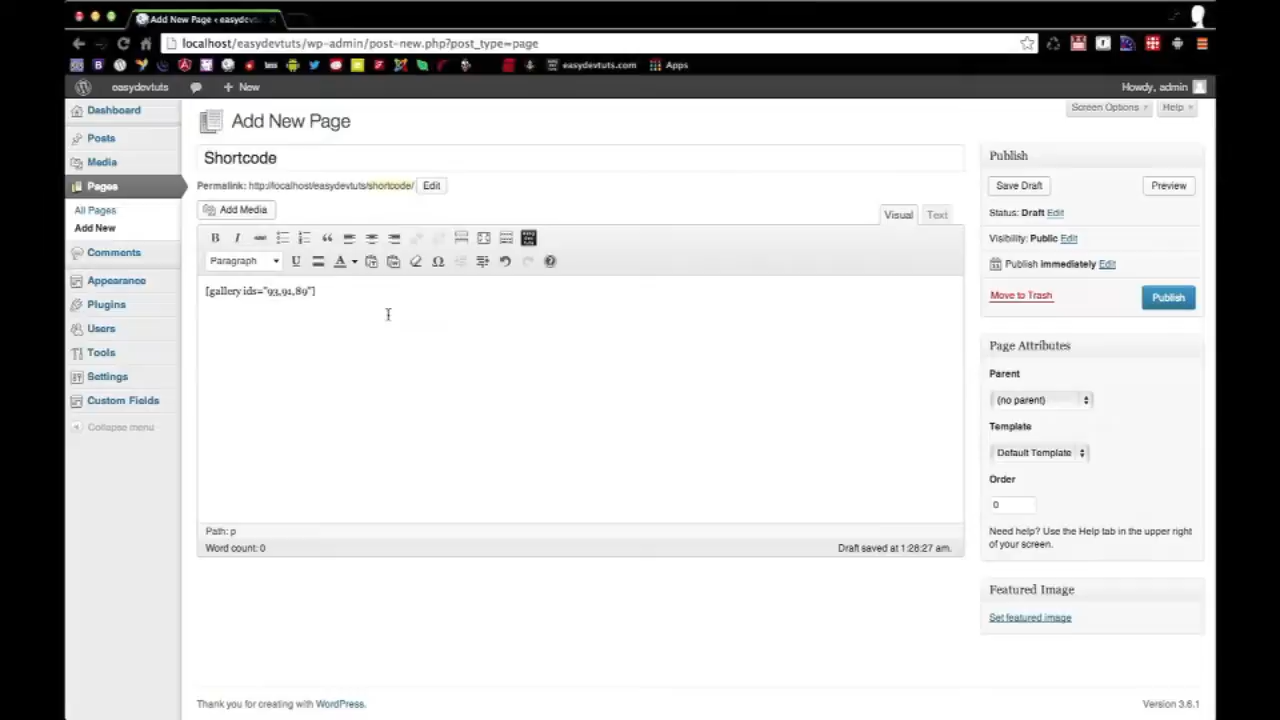 Add New Page ‹ easydevtu
localhost/easydevtuts/wp-admin/post-new.php?post_type=page
easydevtuts.com
Apps
easydevtuts
New
Howdy, admin
Dashboard
Posts
Media
Pages
All Pages
Add New
Comments
Appearance
Plugins
Users
Tools
Settings
Custom Fields
Collapse menu
Add New Page
Screen Options
Help
Shortcode
Permalink: http://localhost/easydevtuts/shortcode/
Edit
Add Media
Visual
Text
B I
Paragraph
[gallery ids="93,91,89"]
Path: p
Word count: 0
Draft saved at 1:28:27 am.
Publish
Save Draft
Preview
Status: Draft Edit
Visibility: Public Edit
Publish immediately Edit
Move to Trash
Publish
Page Attributes
Parent
(no parent)
Template
Default Template
Order
0
Need help? Use the Help tab in the upper right
of your screen.
Featured Image
Set featured image
Thank you for creating with WordPress.
Version 3.6.1